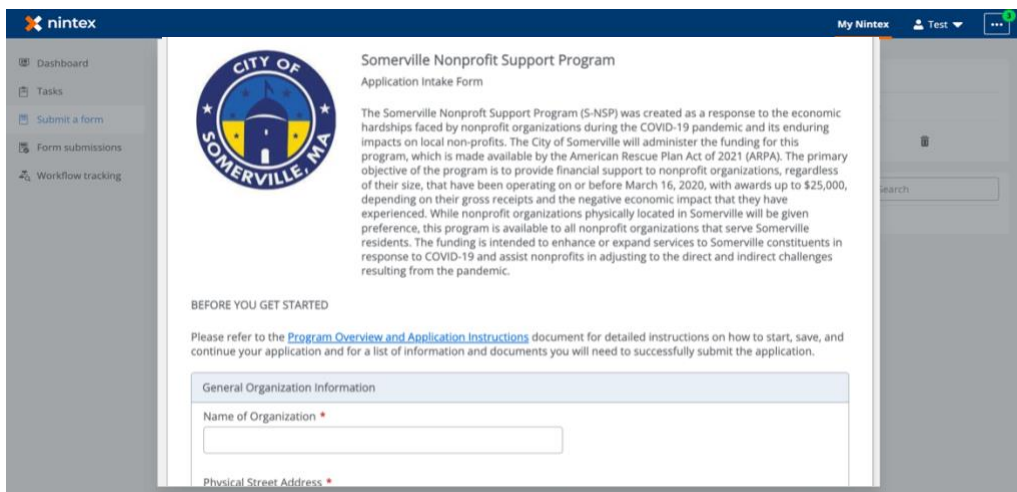 nintex
My Nintex
Test
...
3
Dashboard
Tasks
Submit a form
Form submissions
Workflow tracking
CITY OF
SOMERVILLE, MA
Somerville Nonprofit Support Program
Application Intake Form
The Somerville Nonproft Support Program (S-NSP) was created as a response to the economic
hardships faced by nonprofit organizations during the COVID-19 pandemic and its enduring
impacts on local non-profits. The City of Somerville will administer the funding for this
program, which is made available by the American Rescue Plan Act of 2021 (ARPA). The primary
objective of the program is to provide financial support to nonprofit organizations, regardless
of their size, that have been operating on or before March 16, 2020, with awards up to $25,000,
depending on their gross receipts and the negative economic impact that they have
experienced. While nonprofit organizations physically located in Somerville will be given
preference, this program is available to all nonprofit organizations that serve Somerville
residents. The funding is intended to enhance or expand services to Somerville constituents in
response to COVID-19 and assist nonprofits in adjusting to the direct and indirect challenges
resulting from the pandemic.
Search
BEFORE YOU GET STARTED
Please refer to the Program Overview and Application Instructions document for detailed instructions on how to start, save, and
continue your application and for a list of information and documents you will need to successfully submit the application.
General Organization Information
Name of Organization *
Physical Street Address *